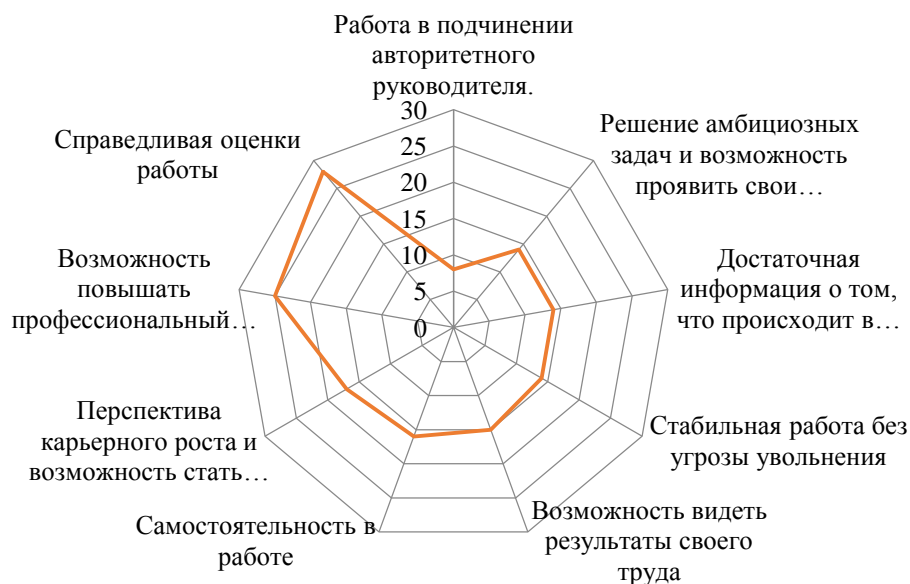 Работа в подчинении
авторитетного
руководителя.
30
25
20
15
10
5
0
Решение амбициозных
задач и возможность
проявить свои…
Достаточная
информация о том,
что происходит в…
Стабильная работа без
угрозы увольнения
Возможность видеть
результаты своего
труда
Самостоятельность в
работе
Перспектива
карьерного роста и
возможность стать…
Возможность
повышать
профессиональный…
Справедливая оценки
работы